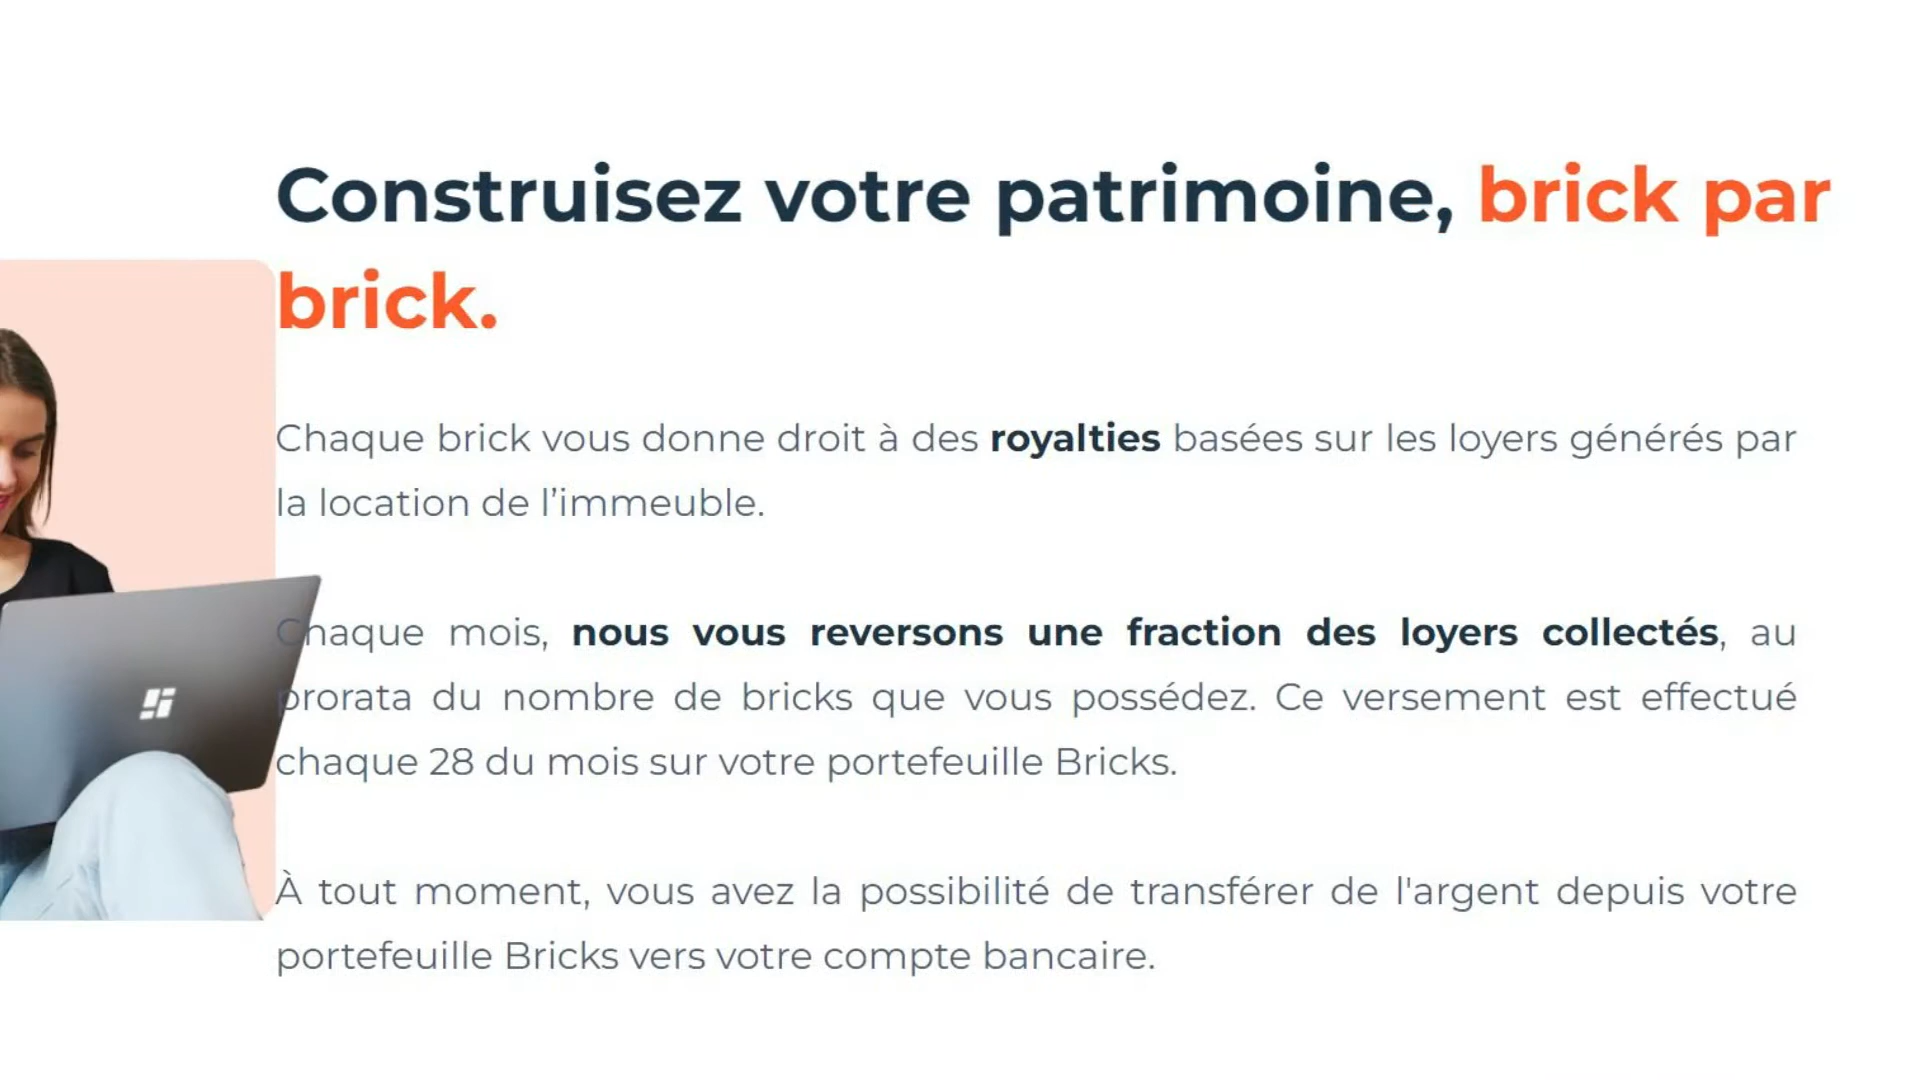 Construisez votre patrimoine, brick par
brick.
Chaque brick vous donne droit à des royalties basées sur les loyers générés par
la location de l’immeuble.
Chaque mois, nous vous reversons une fraction des loyers collectés, au
prorata du nombre de bricks que vous possédez. Ce versement est effectué
chaque 28 du mois sur votre portefeuille Bricks.
À tout moment, vous avez la possibilité de transférer de l'argent depuis votre
portefeuille Bricks vers votre compte bancaire.